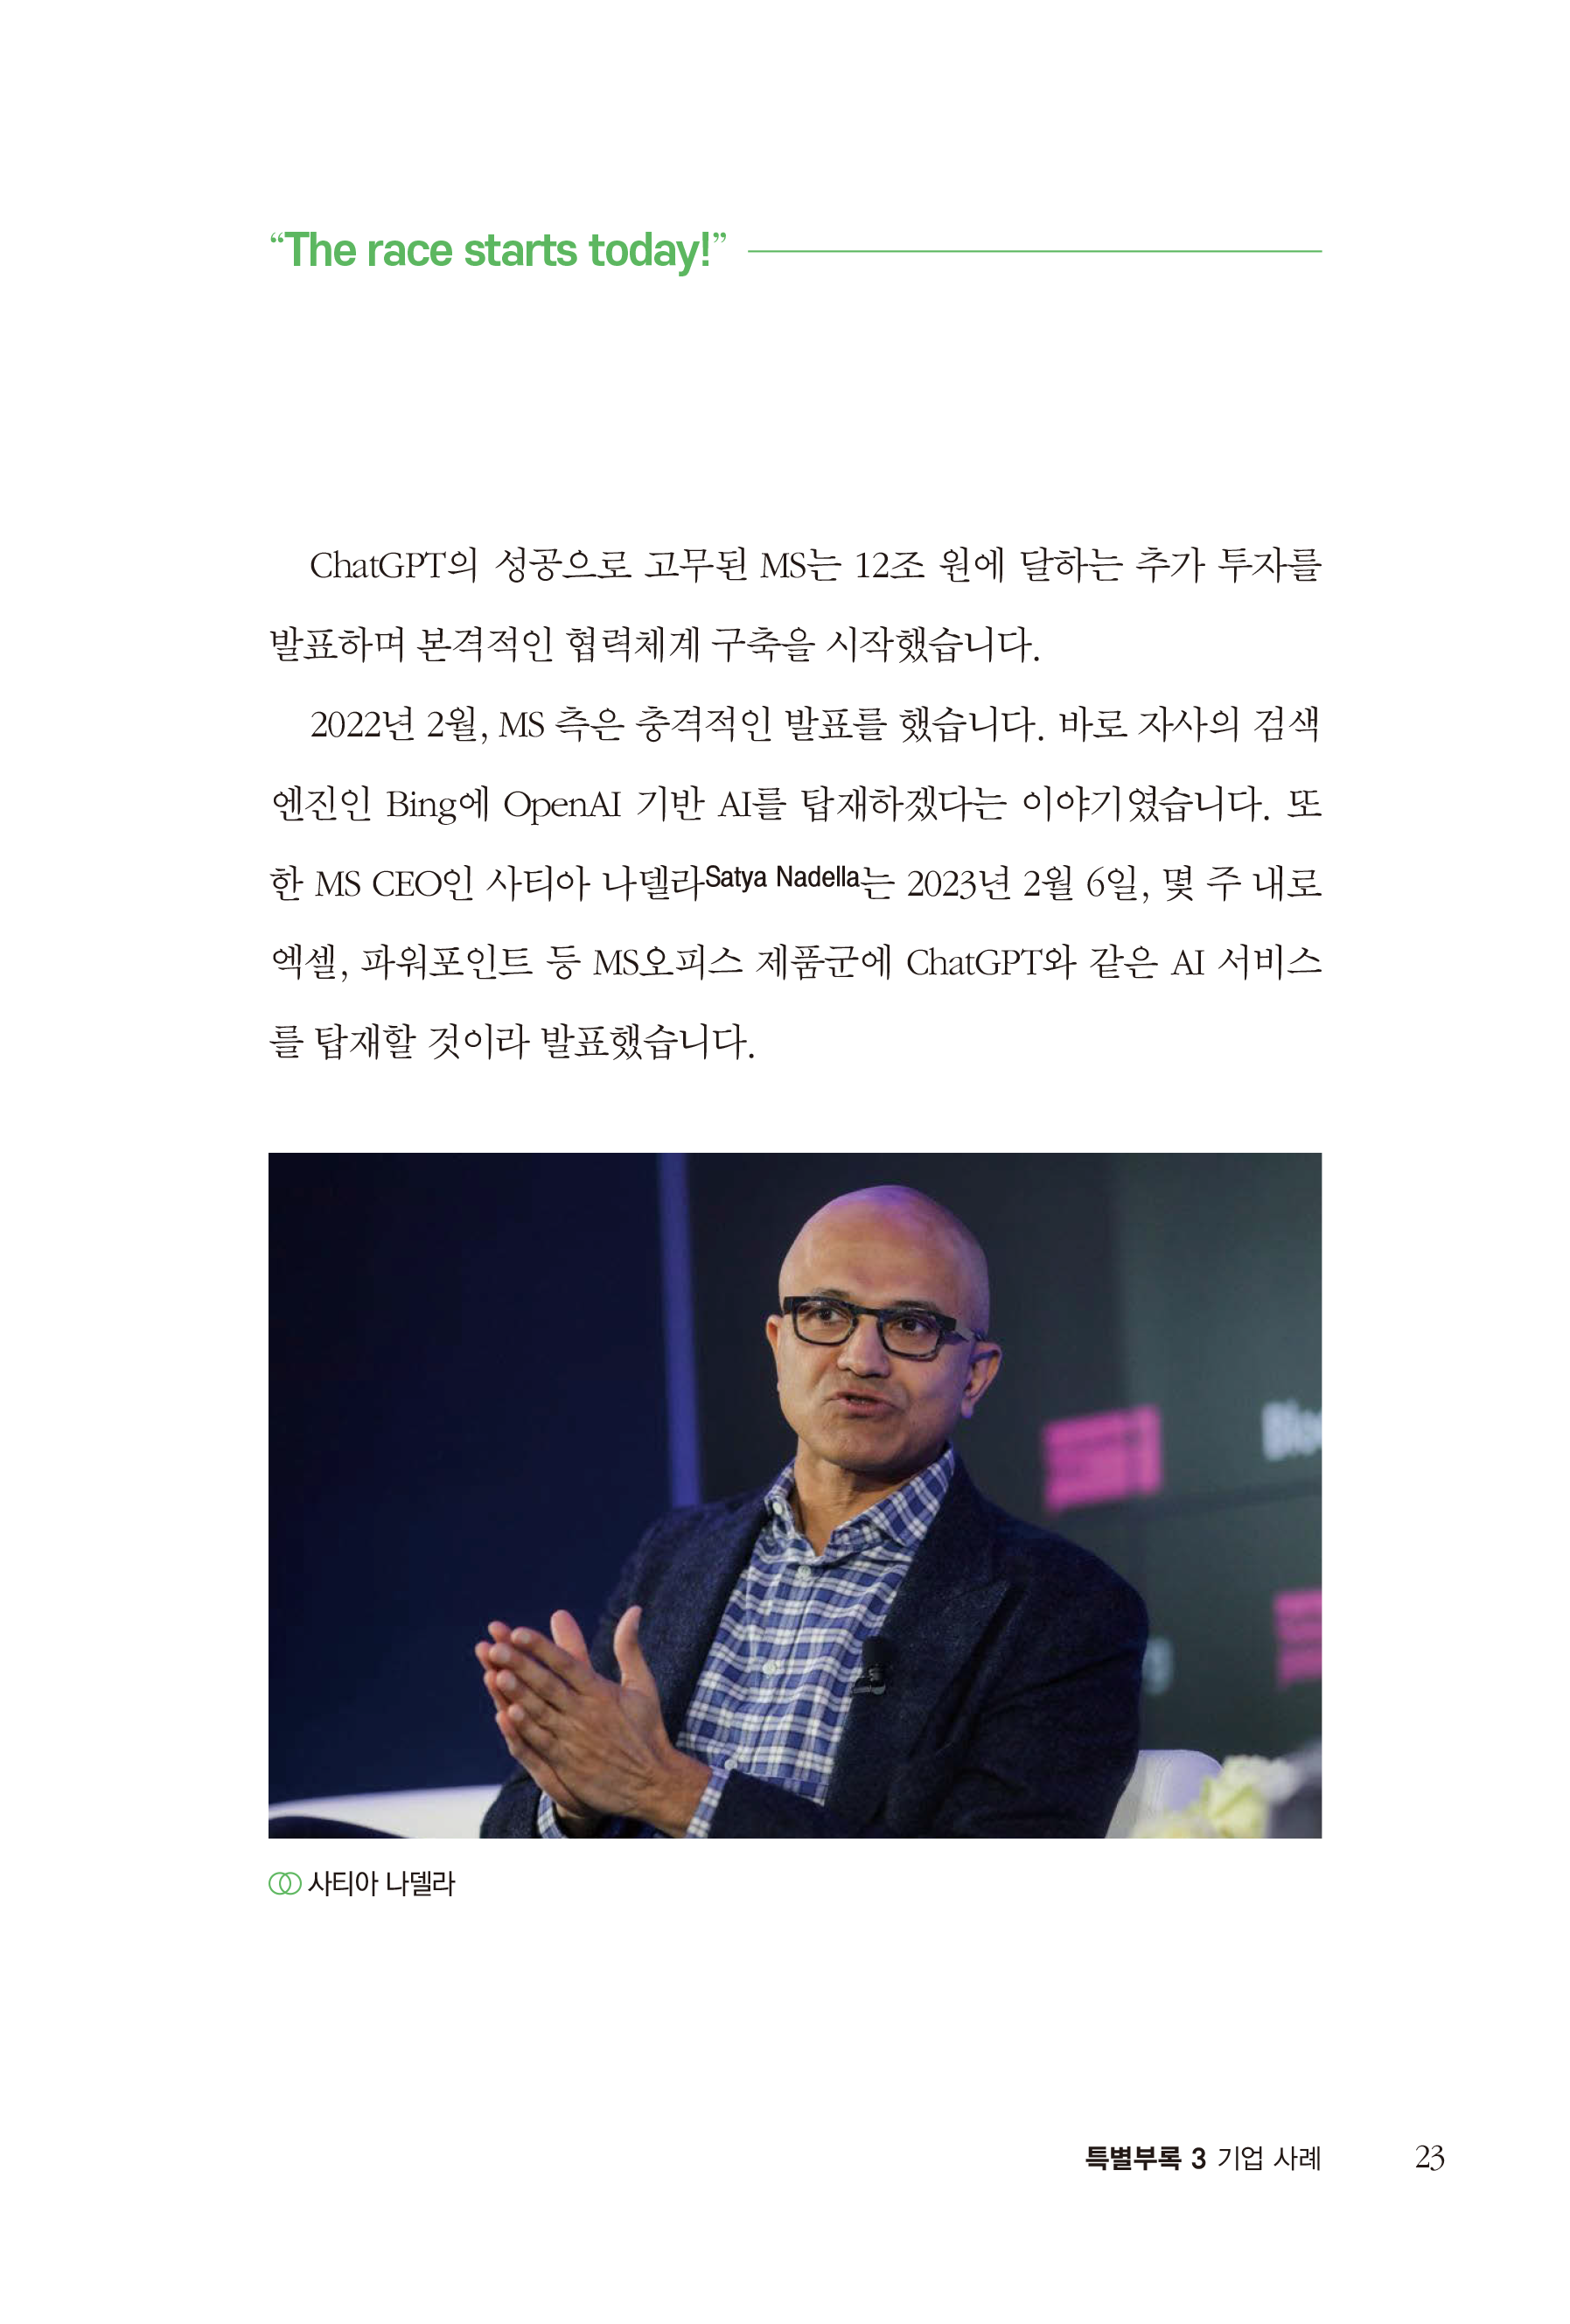 “The race starts today!”
ChatGPT의 성공으로 고무된 MS는 12조 원에 달하는 추가 투자를
발표하며 본격적인 협력체계 구축을 시작했습니다.
2022년 2월, MS 측은 충격적인 발표를 했습니다. 바로 자사의 검색
엔진인 Bing에 OpenAI 기반 AI를 탑재하겠다는 이야기였습니다. 또
한 MS CEO인 사티아 나델라Satya Nadella는 2023년 2월 6일, 몇 주 내로
엑셀, 파워포인트 등 MS오피스 제품군에 ChatGPT와 같은 AI 서비스
를 탑재할 것이라 발표했습니다.
Blo
사티아 나델라
특별부록 3 기업 사례 23